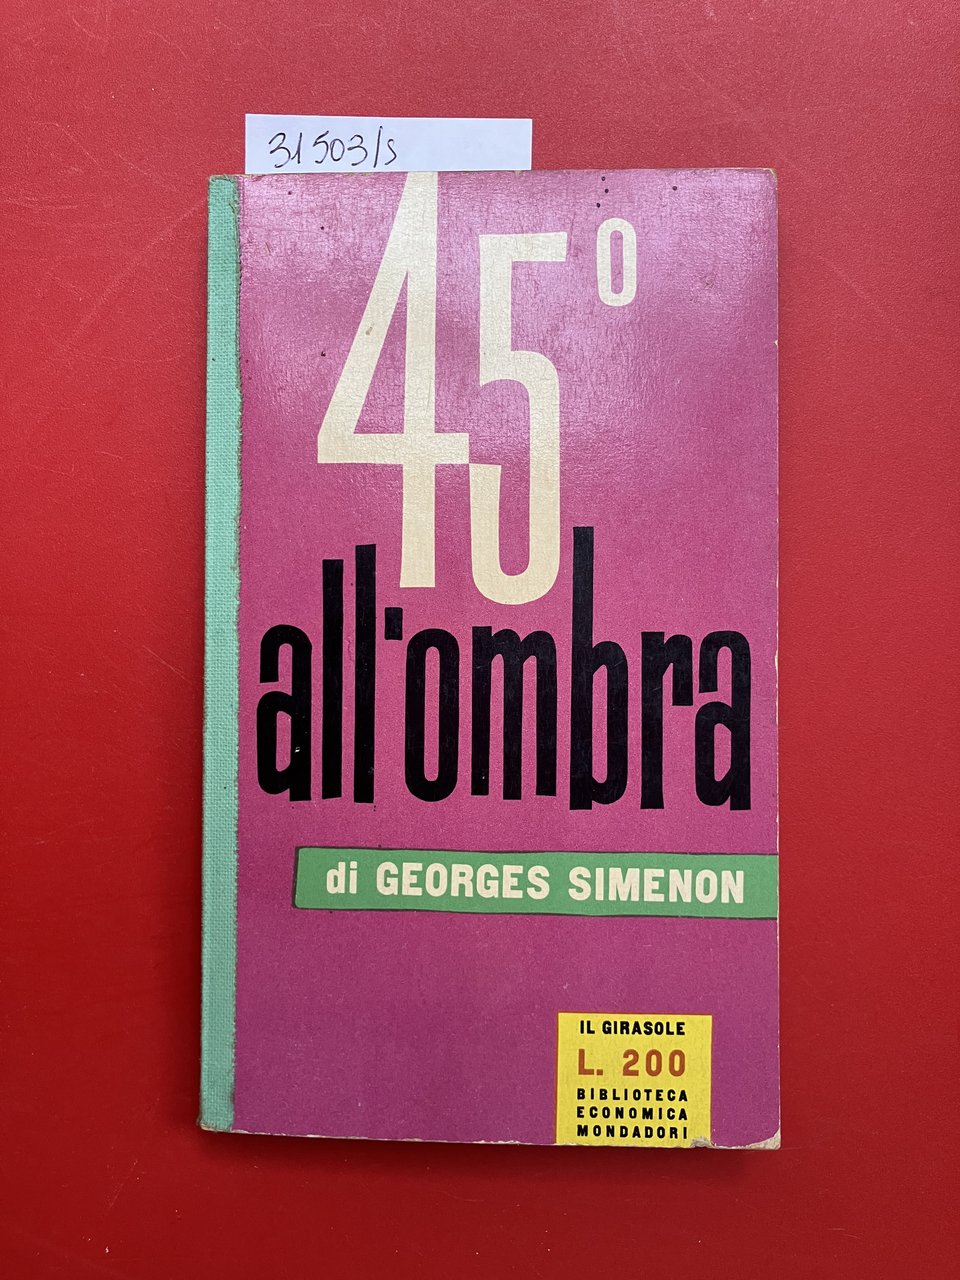 31503/s
45°
all'ombra
di GEORGES SIMENON
IL GIRASOLE
L. 200
BIBLIOTECA
ECONOMICA
MONDADORI